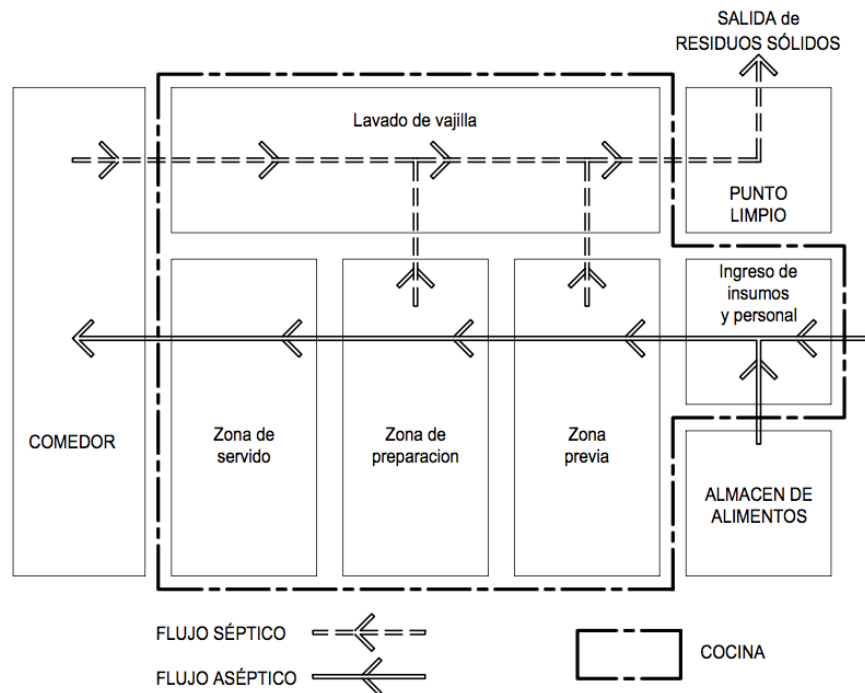 SALIDA de
RESIDUOS SÓLIDOS
Lavado de vajilla
PUNTO
LIMPIO
Ingreso de
insumos
y personal
COMEDOR
Zona de
servido
Zona de
preparacion
Zona
previa
ALMACEN DE
ALIMENTOS
FLUJO SÉPTICO
FLUJO ASÉPTICO
COCINA